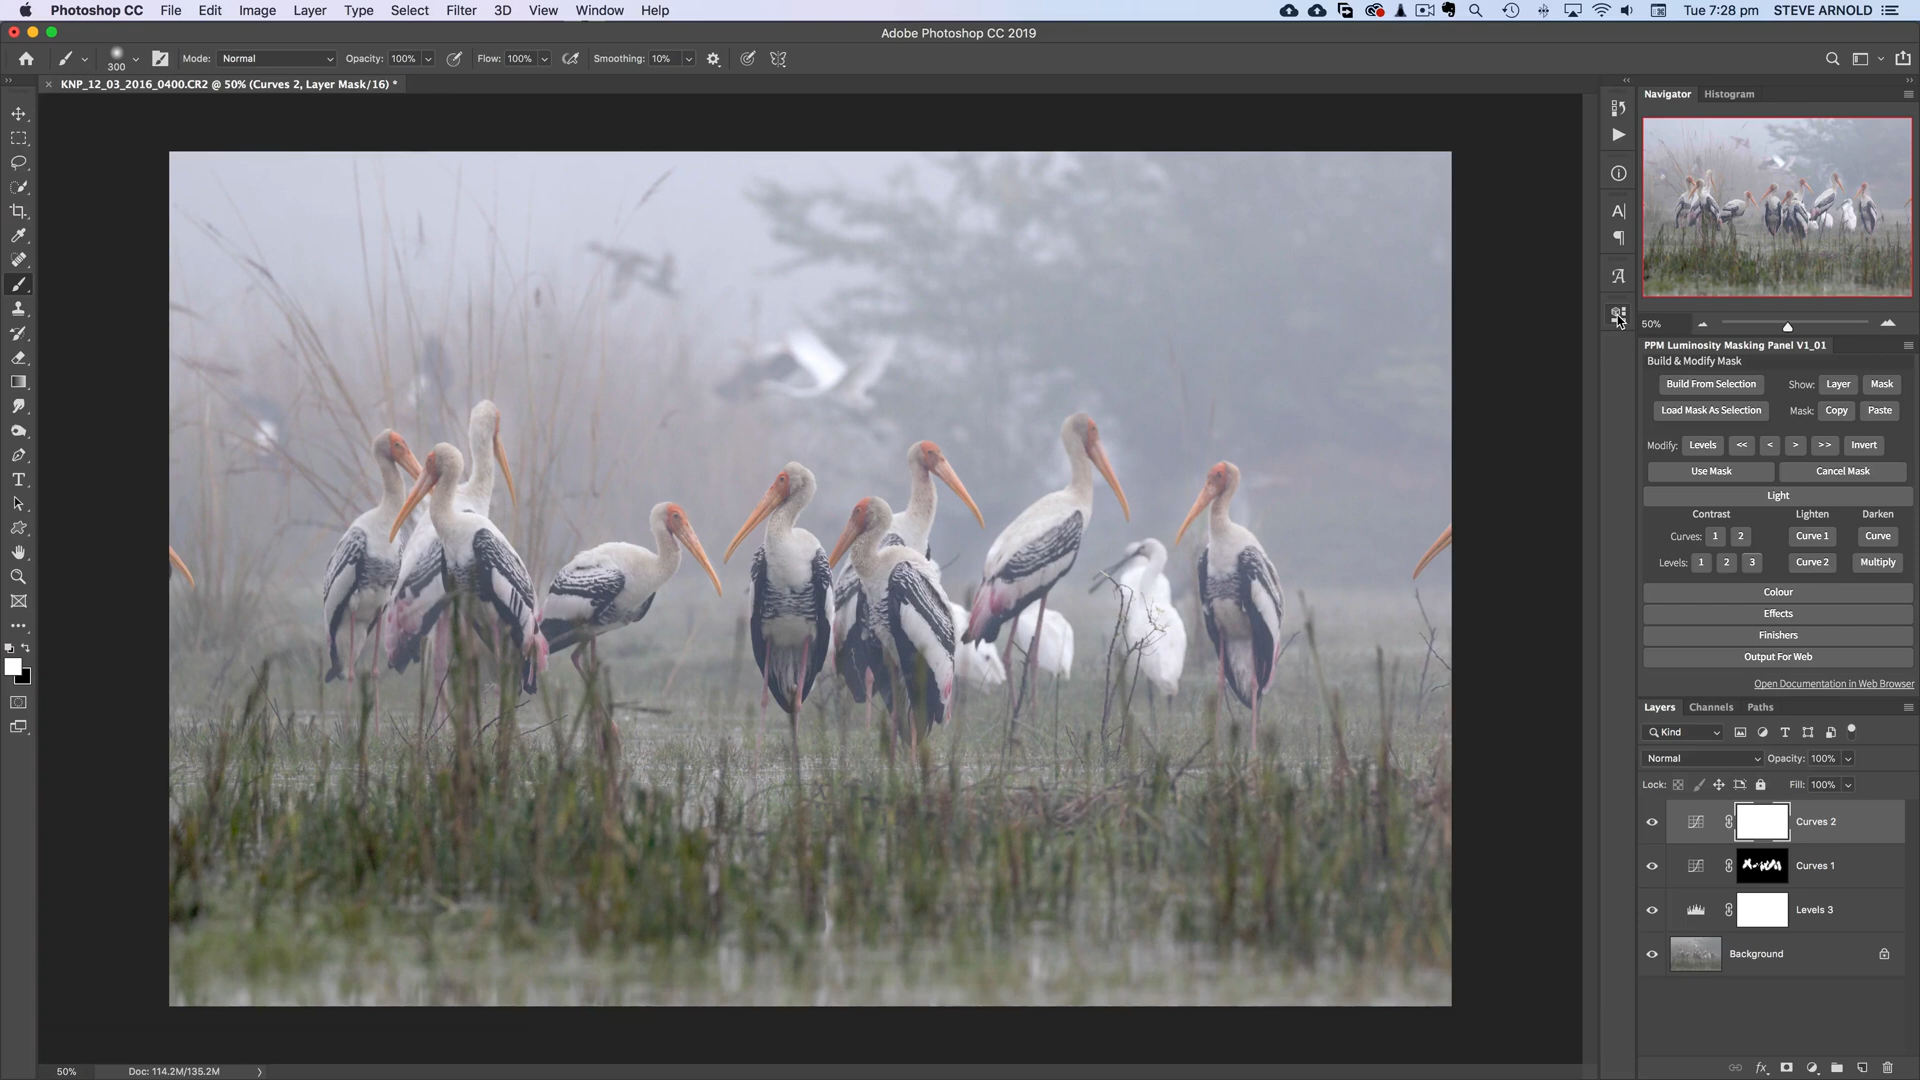 Photoshop CC File Edit Image Layer Type Select Filter 3D View Window Help Tue 7:28 pm STEVE ARNOLD
Adobe Photoshop CC 2019
300 Mode: Normal Opacity: 100% Flow: 100% Smoothing: 10%
KNP_12_03_2016_0400.CR2 @ 50% (Curves 2, Layer Mask/16) *
Navigator Histogram
50%
PPM Luminosity Masking Panel V1_01
Build & Modify Mask
Build From Selection Show: Layer Mask
Load Mask As Selection Mask: Copy Paste
Modify: Levels << < > >> Invert
Use Mask Cancel Mask
Light
Contrast Lighten Darken
Curves: 1 2 Curve 1 Curve
Levels: 1 2 3 Curve 2 Multiply
Colour
Effects
Finishers
Output For Web
Open Documentation in Web Browser
Layers Channels Paths
Kind
Normal Opacity: 100%
Lock: Fill: 100%
Curves 2
Curves 1
Levels 3
Background
fx
50% Doc: 114.2M/135.2M